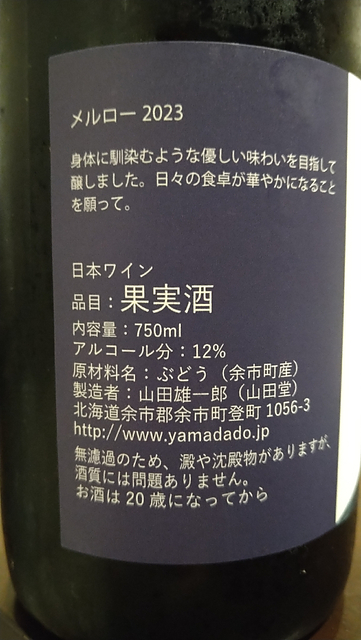 メルロー 2023
身体に馴染むような優しい味わいを目指して
醸しました。日々の食卓が華やかになること
を願って。
日本ワイン
品目：果実酒
内容量：750ml
アルコール分：12%
原材料名：ぶどう（余市町産）
製造者：山田雄一郎（山田堂）
北海道余市郡余市町登町 1056-3
http://www.yamadado.jp
無濾過のため、澱や沈殿物がありますが、
酒質には問題ありません。
お酒は 20 歳になってから